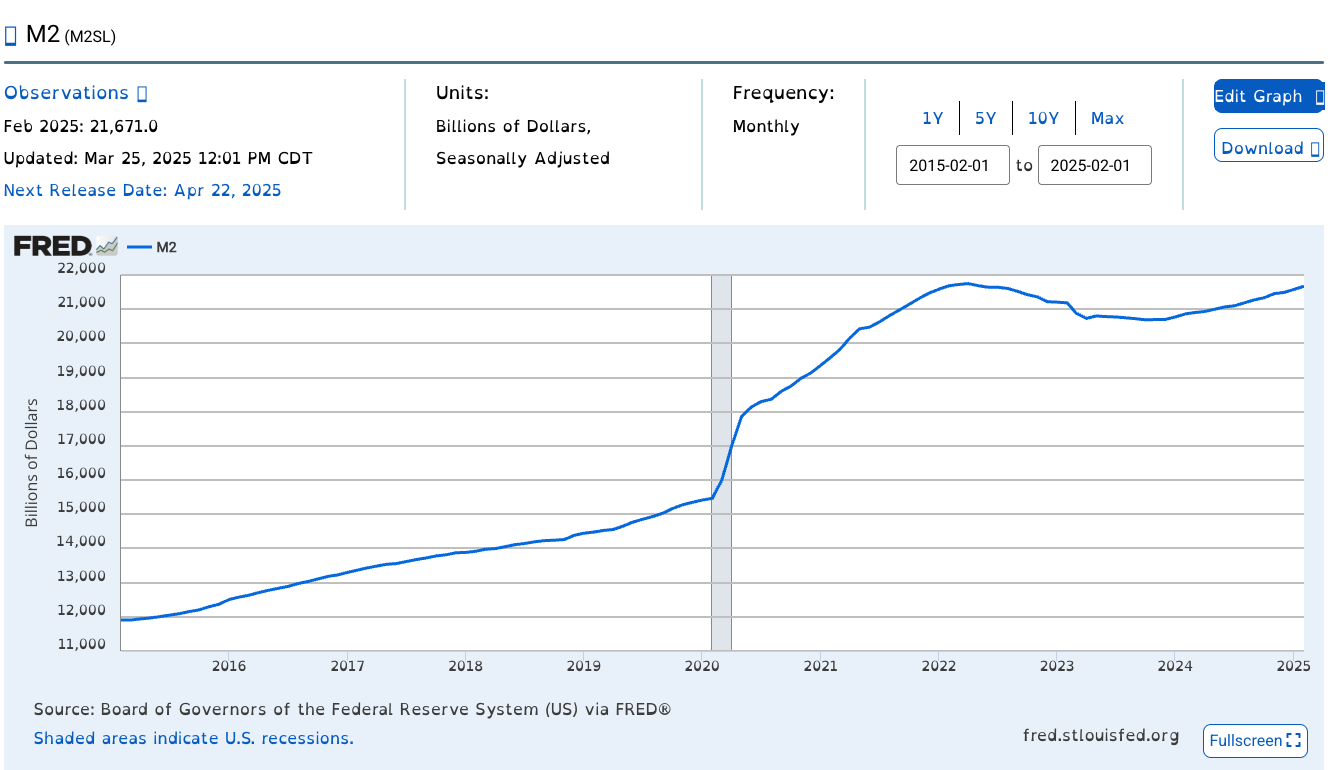 M2 (M2SL)
Observations
Feb 2025: 21,671.0
Updated: Mar 25, 2025 12:01 PM CDT
Next Release Date: Apr 22, 2025
Units:
Billions of Dollars,
Seasonally Adjusted
Frequency:
Monthly
1Y 5Y 10Y Max
2015-02-01 to 2025-02-01
Edit Graph
Download
FRED M2
22,000
21,000
20,000
19,000
18,000
17,000
16,000
15,000
14,000
13,000
12,000
11,000
Billions of Dollars
2016 2017 2018 2019 2020 2021 2022 2023 2024 2025
Source: Board of Governors of the Federal Reserve System (US) via FRED®
Shaded areas indicate U.S. recessions.
fred.stlouisfed.org
Fullscreen